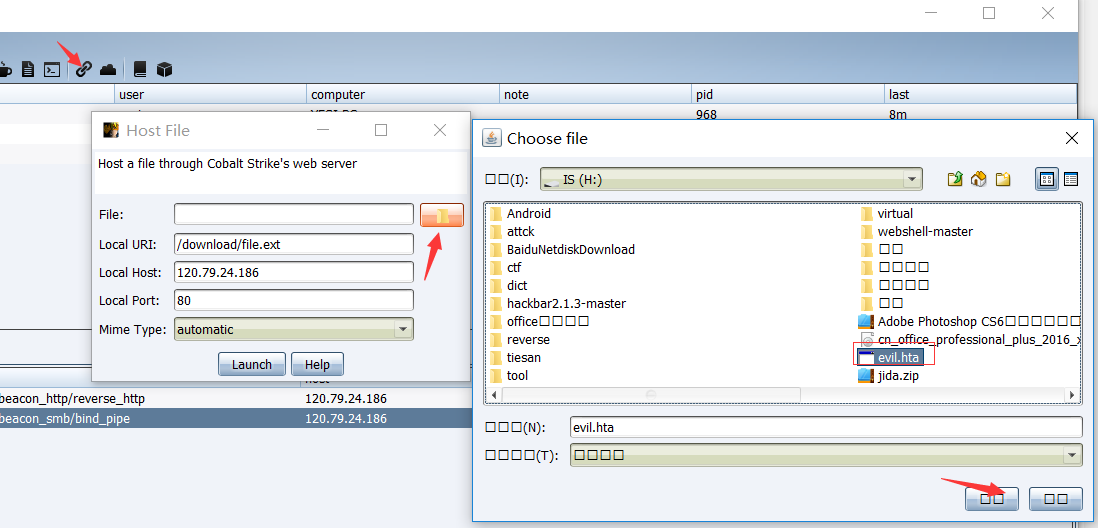 user computer note pid last
968 8m
Host File
Host a file through Cobalt Strike's web server
File:
Local URI: /download/file.ext
Local Host: 120.79.24.186
Local Port: 80
Mime Type: automatic
Launch Help
beacon_http/reverse_http 120.79.24.186
beacon_smb/bind_pipe 120.79.24.186
Choose file
□□(I): IS (H:)
Android
attck
BaiduNetdiskDownload
ctf
dict
hackbar2.1.3-master
office□□□□
reverse
tiesan
tool
virtual
webshell-master
□□
□□□□
□□□□
□□
Adobe Photoshop CS6□□□□□□
cn_office_professional_plus_2016_x
evil.hta
jida.zip
□□□(N): evil.hta
□□□□(T): □□□□
□□ □□